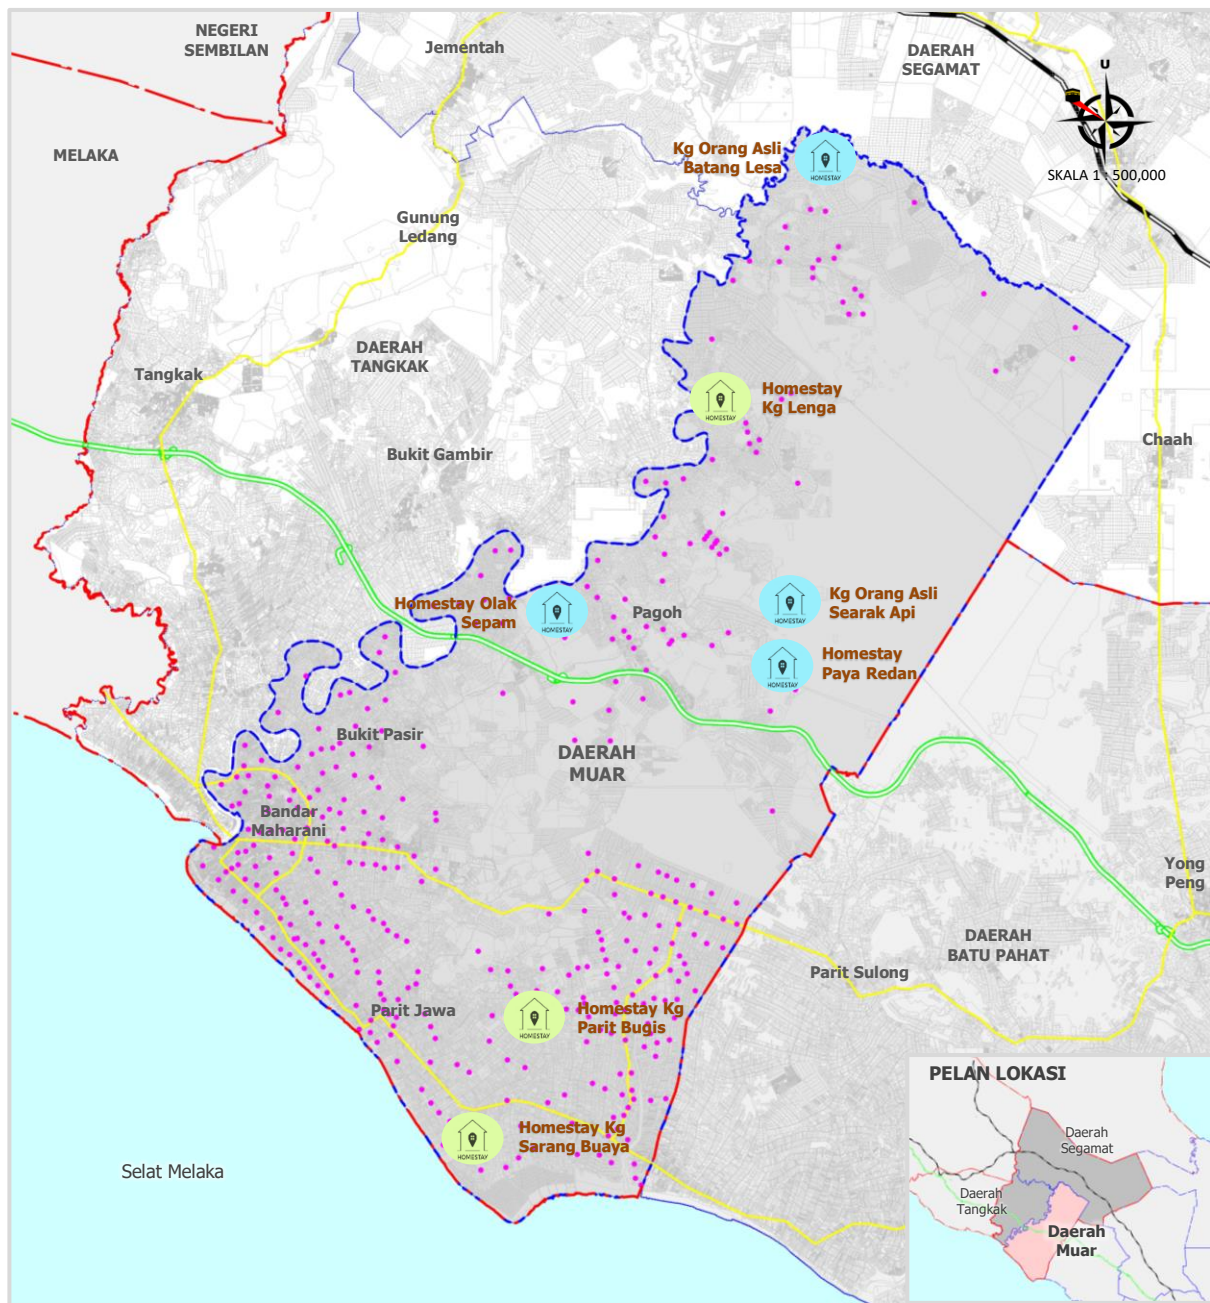 NEGERI
SEMBILAN
Jementah
DAERAH
SEGAMAT
U
SKALA 1 : 500,000
MELAKA
Kg Orang Asli
Batang Lesa
HOMESTAY
Gunung
Ledang
DAERAH
TANGKAK
Tangkak
Homestay
Kg Lenga
HOMESTAY
Bukit Gambir
Chaah
Homestay Olak
Sepam
HOMESTAY
Pagoh
Kg Orang Asli
Searak Api
HOMESTAY
Homestay
Paya Redan
HOMESTAY
Bukit Pasir
DAERAH
MUAR
Bandar
Maharani
Yong
Peng
DAERAH
BATU PAHAT
Parit Sulong
Parit Jawa
Homestay Kg
Parit Bugis
HOMESTAY
Homestay Kg
Sarang Buaya
HOMESTAY
Selat Melaka
PELAN LOKASI
Daerah
Segamat
Daerah
Tangkak
Daerah
Muar